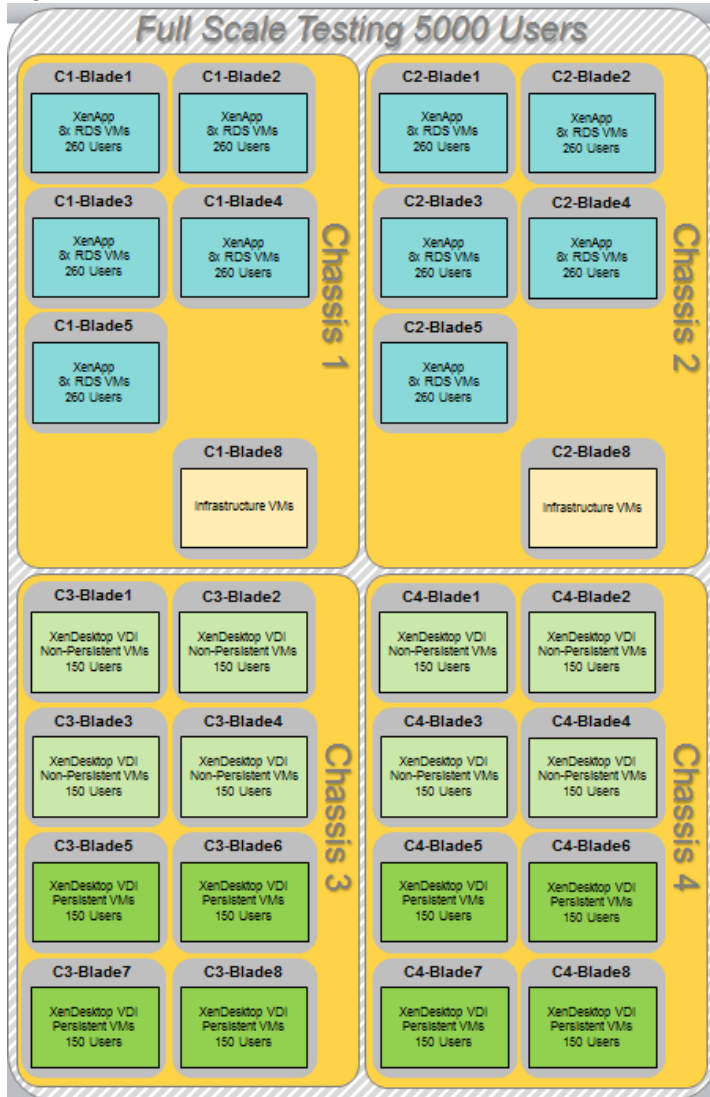 Full Scale Testing 5000 Users
C1-Blade1
XenApp
8x RDS VMs
260 Users
C1-Blade2
XenApp
8x RDS VMs
260 Users
C1-Blade3
XenApp
8x RDS VMs
260 Users
C1-Blade4
XenApp
8x RDS VMs
260 Users
C1-Blade5
XenApp
8x RDS VMs
260 Users
C1-Blade8
Infrastructure VMs
Chassis 1
C2-Blade1
XenApp
8x RDS VMs
260 Users
C2-Blade2
XenApp
8x RDS VMs
260 Users
C2-Blade3
XenApp
8x RDS VMs
260 Users
C2-Blade4
XenApp
8x RDS VMs
260 Users
C2-Blade5
XenApp
8x RDS VMs
260 Users
C2-Blade8
Infrastructure VMs
Chassis 2
C3-Blade1
XenDesktop VDI
Non-Persistent VMs
150 Users
C3-Blade2
XenDesktop VDI
Non-Persistent VMs
150 Users
C3-Blade3
XenDesktop VDI
Non-Persistent VMs
150 Users
C3-Blade4
XenDesktop VDI
Non-Persistent VMs
150 Users
C3-Blade5
XenDesktop VDI
Persistent VMs
150 Users
C3-Blade6
XenDesktop VDI
Persistent VMs
150 Users
C3-Blade7
XenDesktop VDI
Persistent VMs
150 Users
C3-Blade8
XenDesktop VDI
Persistent VMs
150 Users
Chassis 3
C4-Blade1
XenDesktop VDI
Non-Persistent VMs
150 Users
C4-Blade2
XenDesktop VDI
Non-Persistent VMs
150 Users
C4-Blade3
XenDesktop VDI
Non-Persistent VMs
150 Users
C4-Blade4
XenDesktop VDI
Non-Persistent VMs
150 Users
C4-Blade5
XenDesktop VDI
Persistent VMs
150 Users
C4-Blade6
XenDesktop VDI
Persistent VMs
150 Users
C4-Blade7
XenDesktop VDI
Persistent VMs
150 Users
C4-Blade8
XenDesktop VDI
Persistent VMs
150 Users
Chassis 4